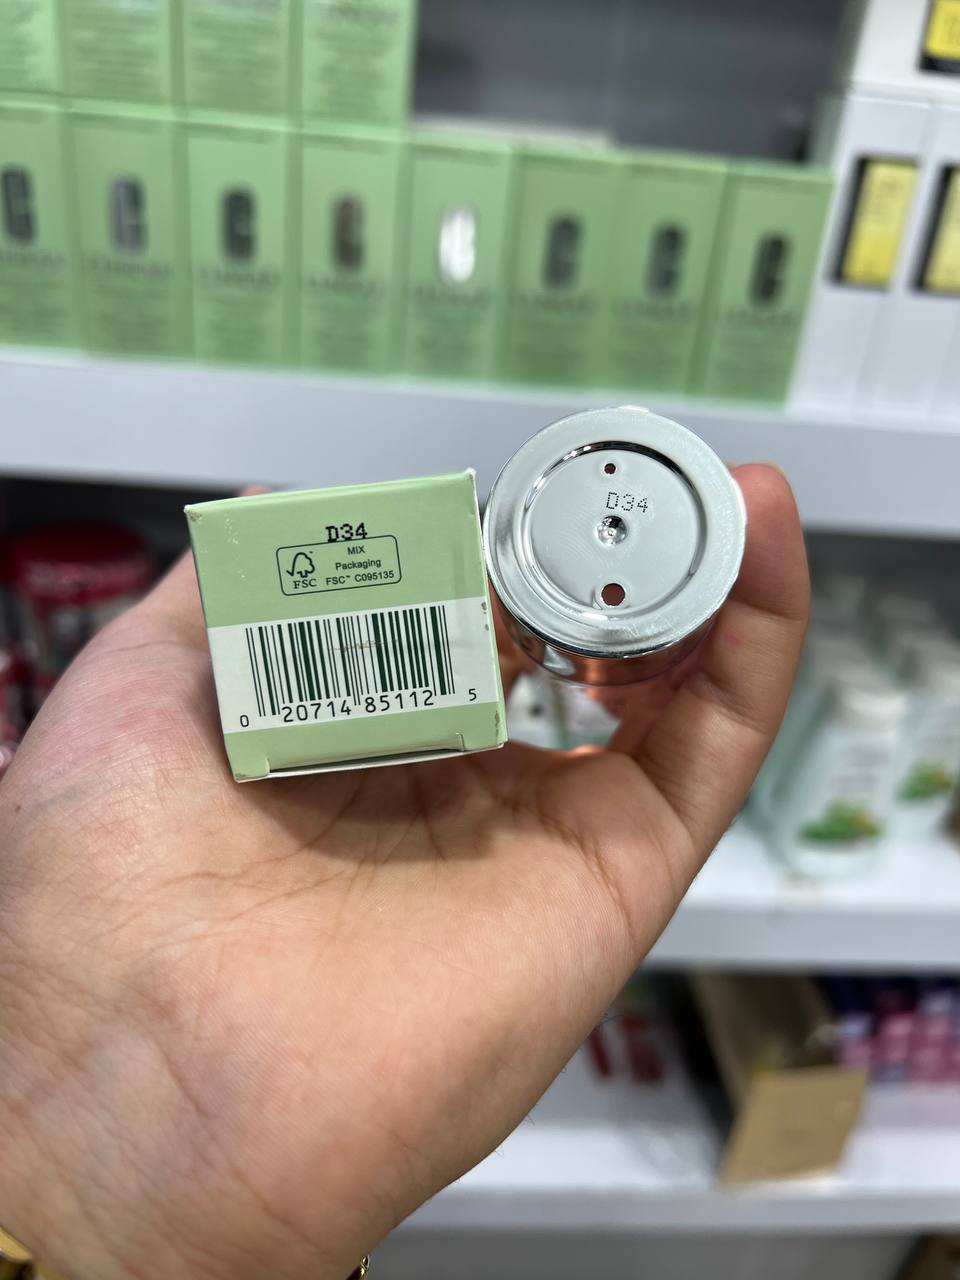 D34
MIX
Packaging
FSC™ C095135
FSC
0 20714 85112 5
D34